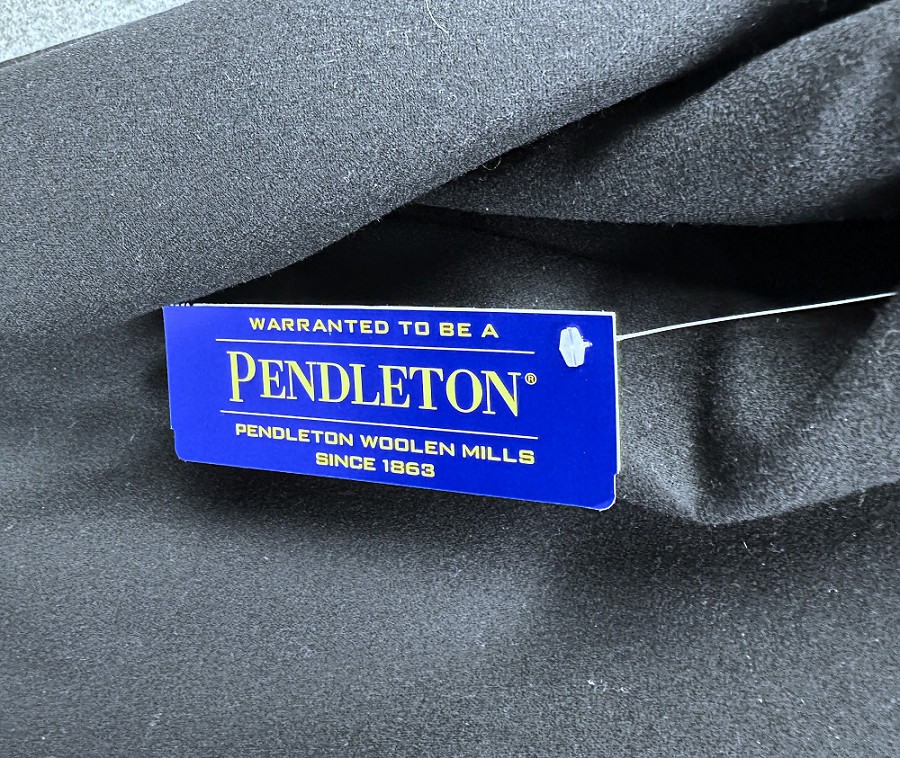 WARRANTED TO BE A
PENDLETON®
PENDLETON WOOLEN MILLS
SINCE 1863